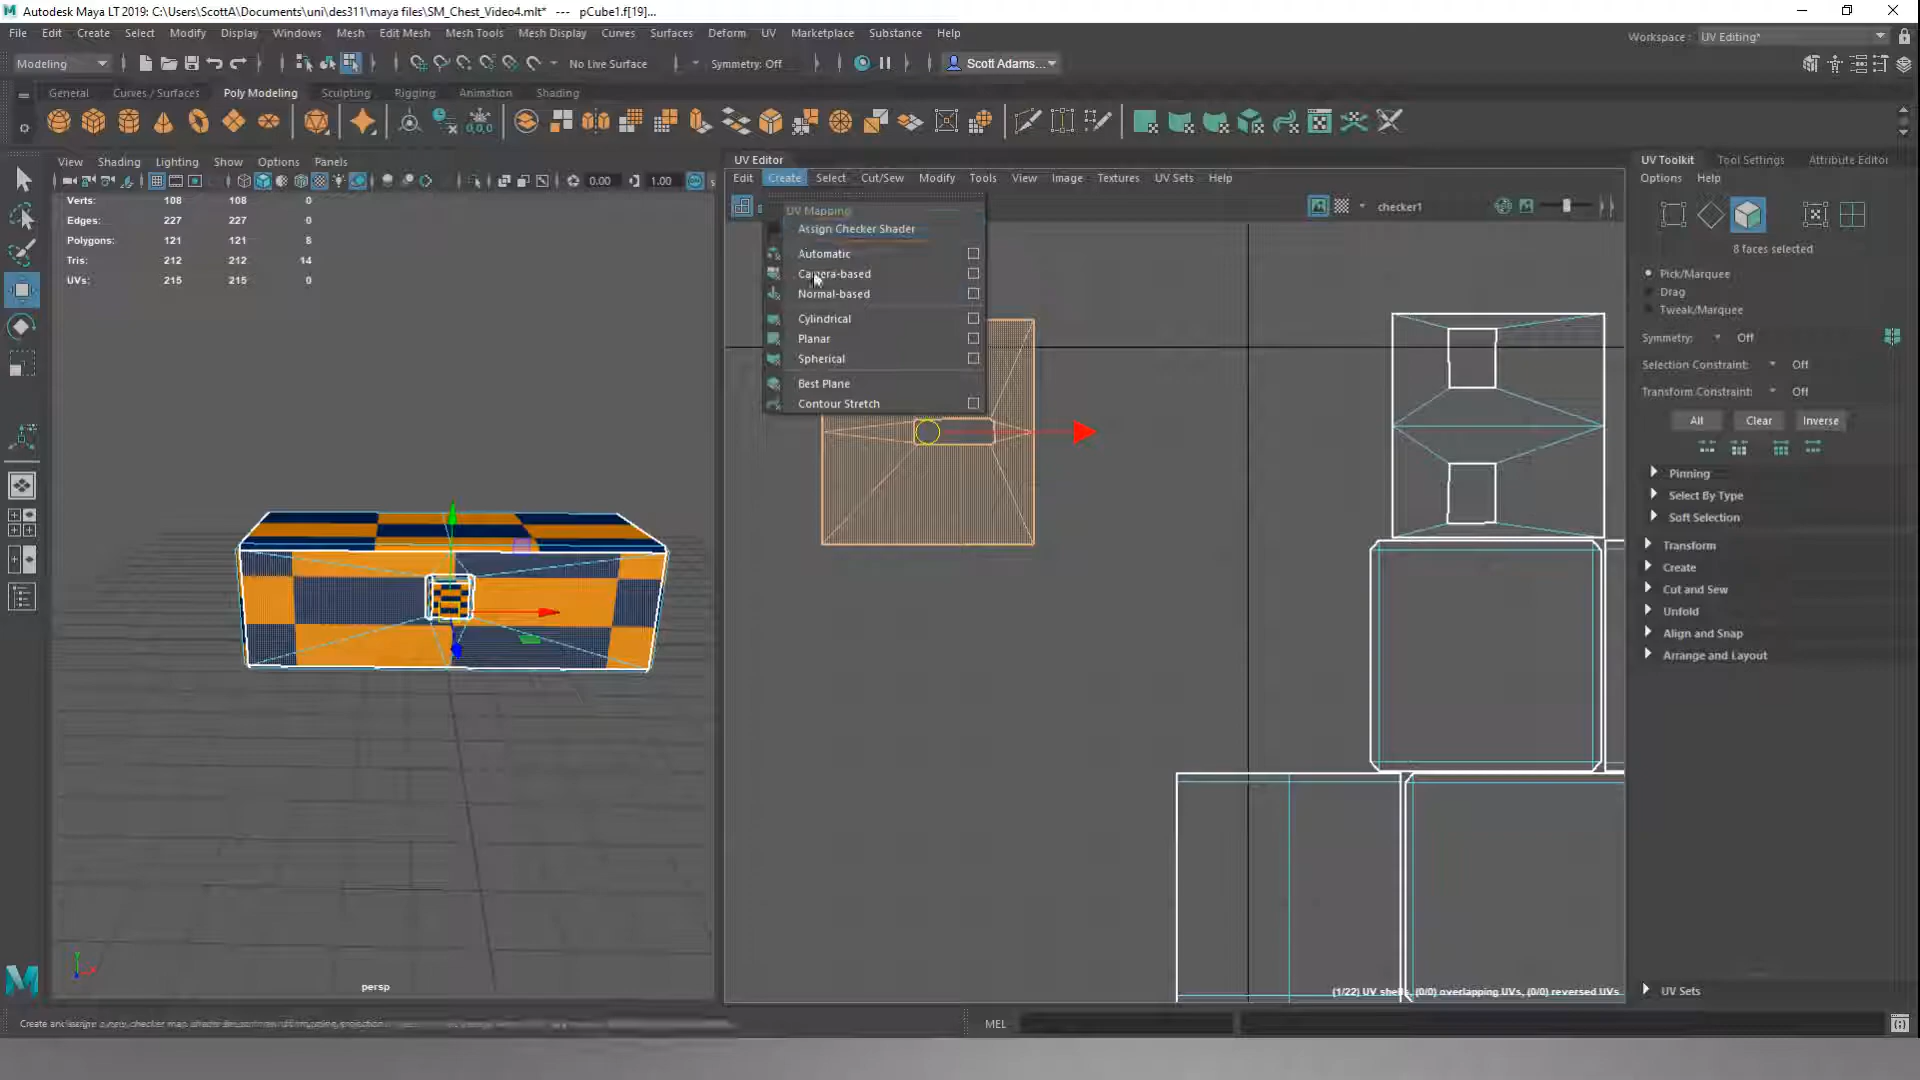 Autodesk Maya LT 2019: C:\Users\ScottA\Documents\uni\des311\maya files\SM_Chest_Video4.mlt* --- pCube1.f[19]...
File Edit Create Select Modify Display Windows Mesh Edit Mesh Mesh Tools Mesh Display Curves Surfaces Deform UV Marketplace Substance Help
Workspace : UV Editing*
Modeling No Live Surface Symmetry: Off Scott Adams...
General Curves / Surfaces Poly Modeling Sculpting Rigging Animation Shading
0,0,0
View Shading Lighting Show Options Panels
0.00 1.00
Verts: 108 108 0
Edges: 227 227 0
Polygons: 121 121 8
Tris: 212 212 14
UVs: 215 215 0
persp
UV Editor
Edit Create Select Cut/Sew Modify Tools View Image Textures UV Sets Help
checker1
UV Mapping
Assign Checker Shader
Automatic
Camera-based
Normal-based
Cylindrical
Planar
Spherical
Best Plane
Contour Stretch
(1/22) UV shells, (0/0) overlapping UVs, (0/0) reversed UVs
UV Toolkit Tool Settings Attribute Editor
Options Help
8 faces selected
Pick/Marquee
Drag
Tweak/Marquee
Symmetry: Off
Selection Constraint: Off
Transform Constraint: Off
All Clear Inverse
Pinning
Select By Type
Soft Selection
Transform
Create
Cut and Sew
Unfold
Align and Snap
Arrange and Layout
UV Sets
MEL